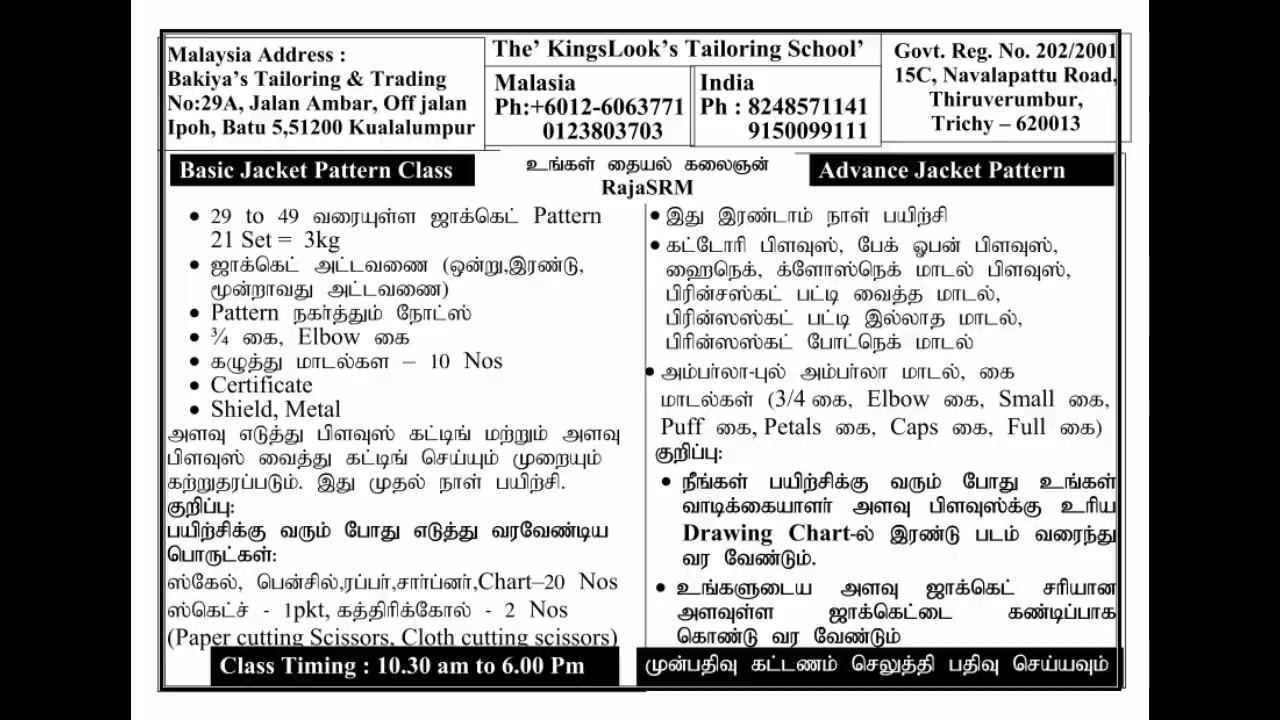 Malaysia Address :
Bakiya's Tailoring & Trading
No:29A, Jalan Ambar, Off jalan
Ipoh, Batu 5,51200 Kualalumpur
The' KingsLook's Tailoring School'
Malasia
Ph:+6012-6063771
0123803703
India
Ph : 8248571141
9150099111
Govt. Reg. No. 202/2001
15C, Navalapattu Road,
Thiruverumbur,
Trichy – 620013
Basic Jacket Pattern Class
உங்கள் தையல் கலைஞன்
RajaSRM
Advance Jacket Pattern
• 29 to 49 வரையுள்ள ஜாக்கெட் Pattern
21 Set = 3kg
• ஜாக்கெட் அட்டவணை (ஒன்று,இரண்டு,
மூன்றாவது அட்டவணை)
• Pattern நகர்த்தும் நோட்ஸ்
• ¾ கை, Elbow கை
• கழுத்து மாடல்கள – 10 Nos
• Certificate
• Shield, Metal
அளவு எடுத்து பிளவுஸ் கட்டிங் மற்றும் அளவு
பிளவுஸ் வைத்து கட்டிங் செய்யும் முறையும்
கற்றுதரப்படும். இது முதல் நாள் பயிற்சி.
குறிப்பு:
பயிற்சிக்கு வரும் போது எடுத்து வரவேண்டிய
பொருட்கள்:
ஸ்கேல், பென்சில்,ரப்பர்,சார்ப்னர்,Chart–20 Nos
ஸ்கெட்ச் - 1pkt, கத்திரிக்கோல் - 2 Nos
(Paper cutting Scissors, Cloth cutting scissors)
Class Timing : 10.30 am to 6.00 Pm
• இது இரண்டாம் நாள் பயிற்சி
• கட்டோரி பிளவுஸ், பேக் ஓபன் பிளவுஸ்,
ஹைநெக், க்ளோஸ்நெக் மாடல் பிளவுஸ்,
பிரின்சஸ்கட் பட்டி வைத்த மாடல்,
பிரின்ஸஸ்கட் பட்டி இல்லாத மாடல்,
பிரின்ஸஸ்கட் போட்நெக் மாடல்
• அம்பர்லா-புல் அம்பர்லா மாடல், கை
மாடல்கள் (3/4 கை, Elbow கை, Small கை,
Puff கை, Petals கை, Caps கை, Full கை)
குறிப்பு:
• நீங்கள் பயிற்சிக்கு வரும் போது உங்கள்
வாடிக்கையாளர் அளவு பிளவுஸ்க்கு உரிய
Drawing Chart-ல் இரண்டு படம் வரைந்து
வர வேண்டும்.
• உங்களுடைய அளவு ஜாக்கெட் சரியான
அளவுள்ள ஜாக்கெட்டை கண்டிப்பாக
கொண்டு வர வேண்டும்
முன்பதிவு கட்டணம் செலுத்தி பதிவு செய்யவும்